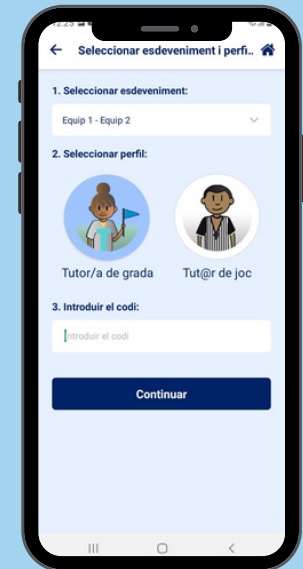 Seleccionar esdeveniment i perfi..
1. Seleccionar esdeveniment:
Equip 1 - Equip 2
2. Seleccionar perfil:
Tutor/a de grada
Tut@r de joc
3. Introduir el codi:
Introduir el codi
Continuar